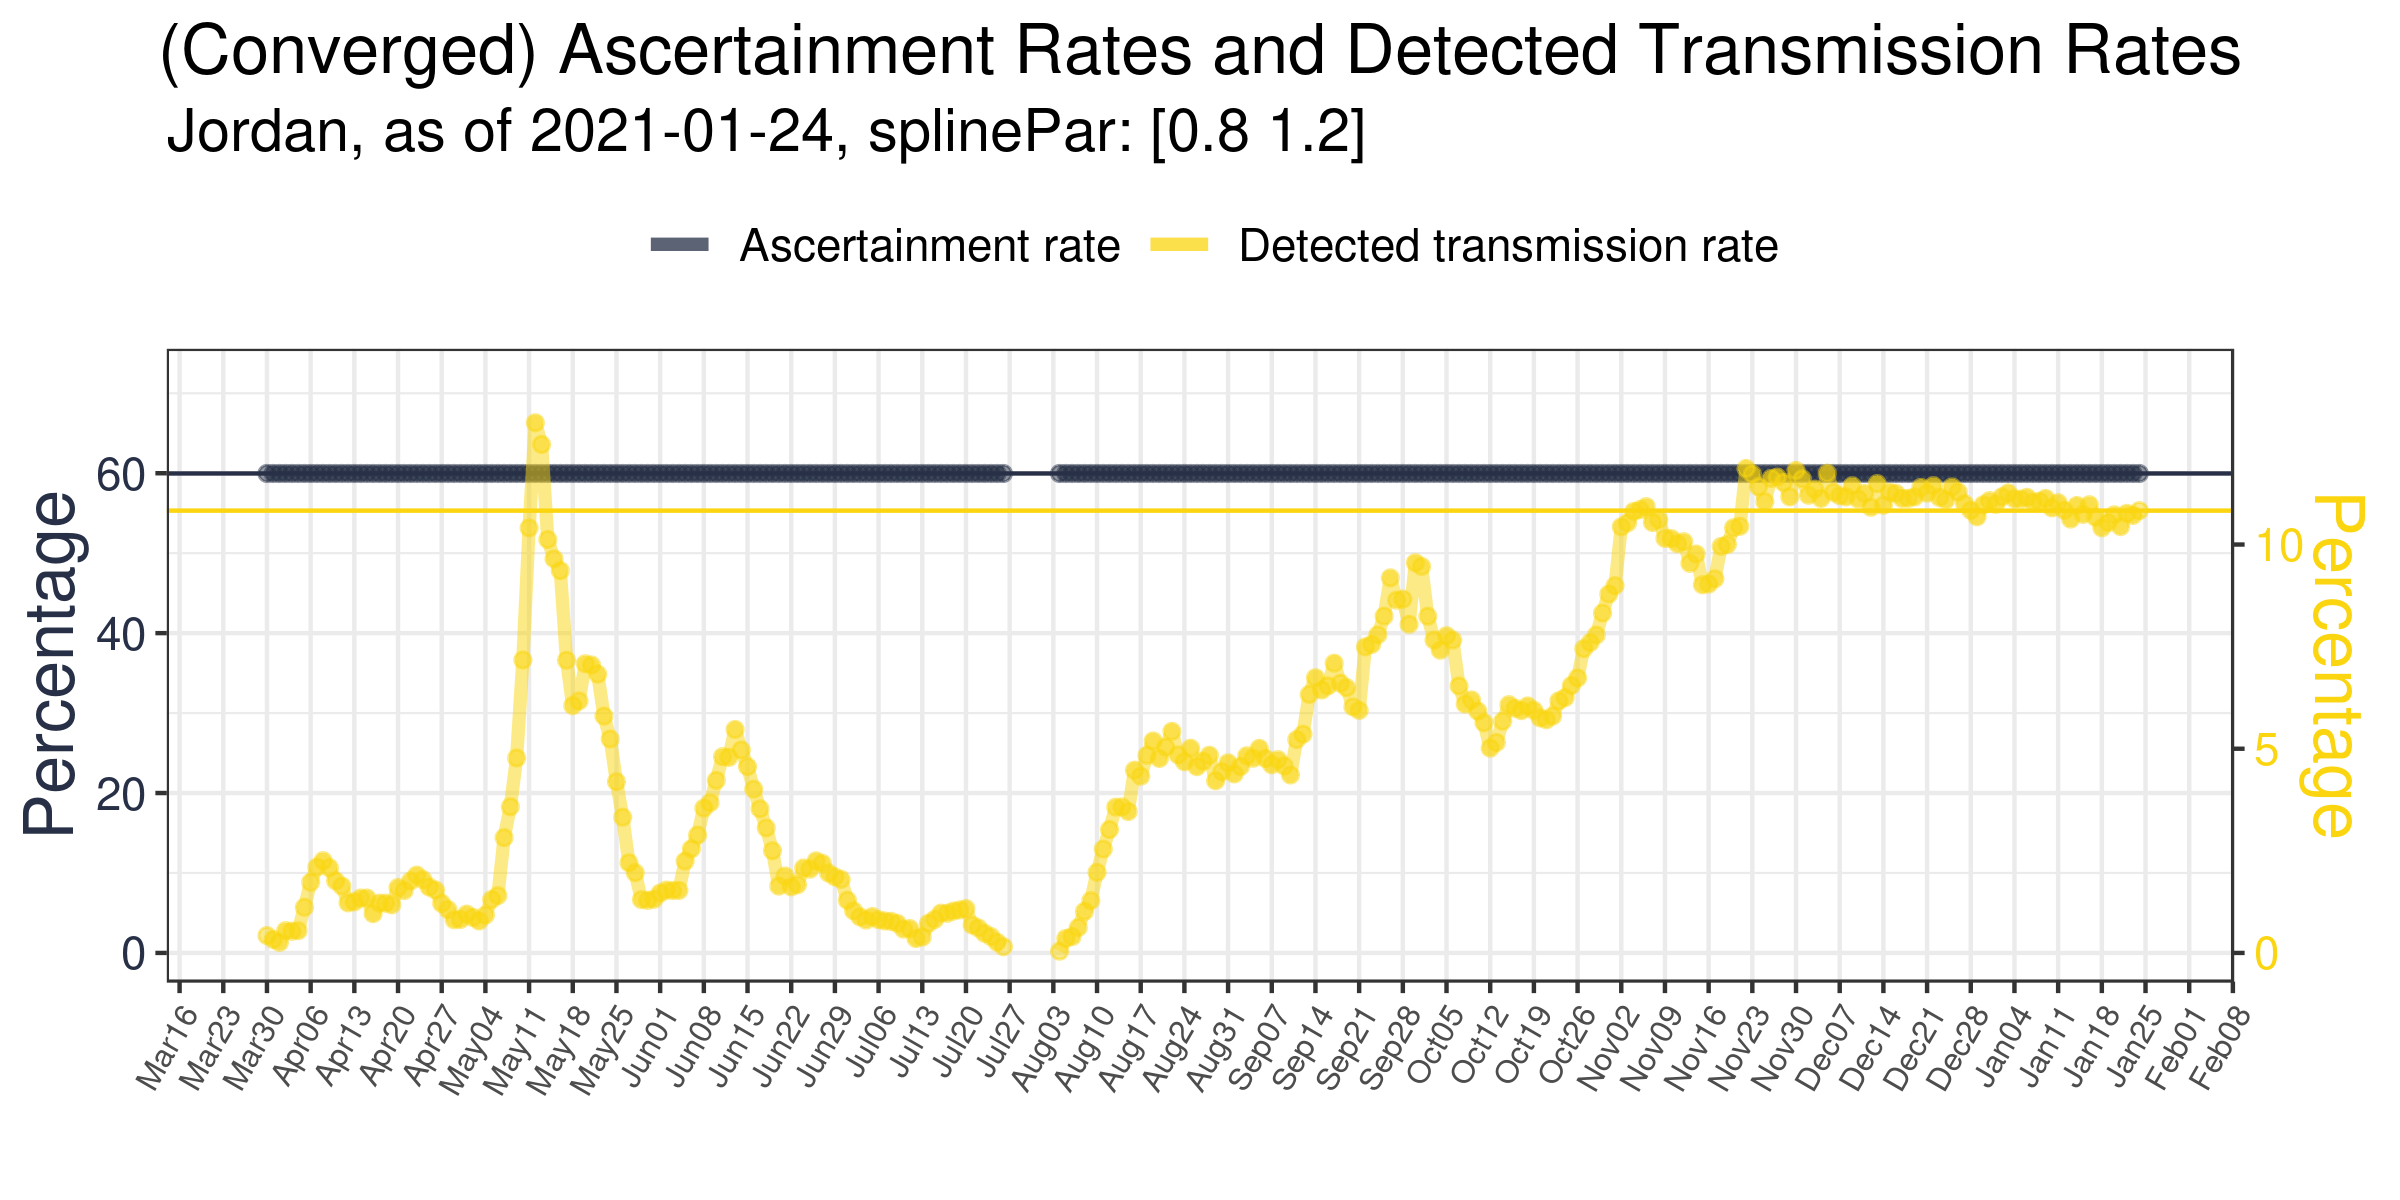 (Converged) Ascertainment Rates and Detected Transmission Rates
Jordan, as of 2021-01-24, splinePar: [0.8 1.2]
Ascertainment rate
Detected transmission rate
Percentage
60
40
20
0
10
5
0
Percentage
Mar16
Mar23
Mar30
Apr06
Apr13
Apr20
Apr27
May04
May11
May18
May25
Jun01
Jun08
Jun15
Jun22
Jun29
Jul06
Jul13
Jul20
Jul27
Aug03
Aug10
Aug17
Aug24
Aug31
Sep07
Sep14
Sep21
Sep28
Oct05
Oct12
Oct19
Oct26
Nov02
Nov09
Nov16
Nov23
Nov30
Dec07
Dec14
Dec21
Dec28
Jan04
Jan11
Jan18
Jan25
Feb01
Feb08